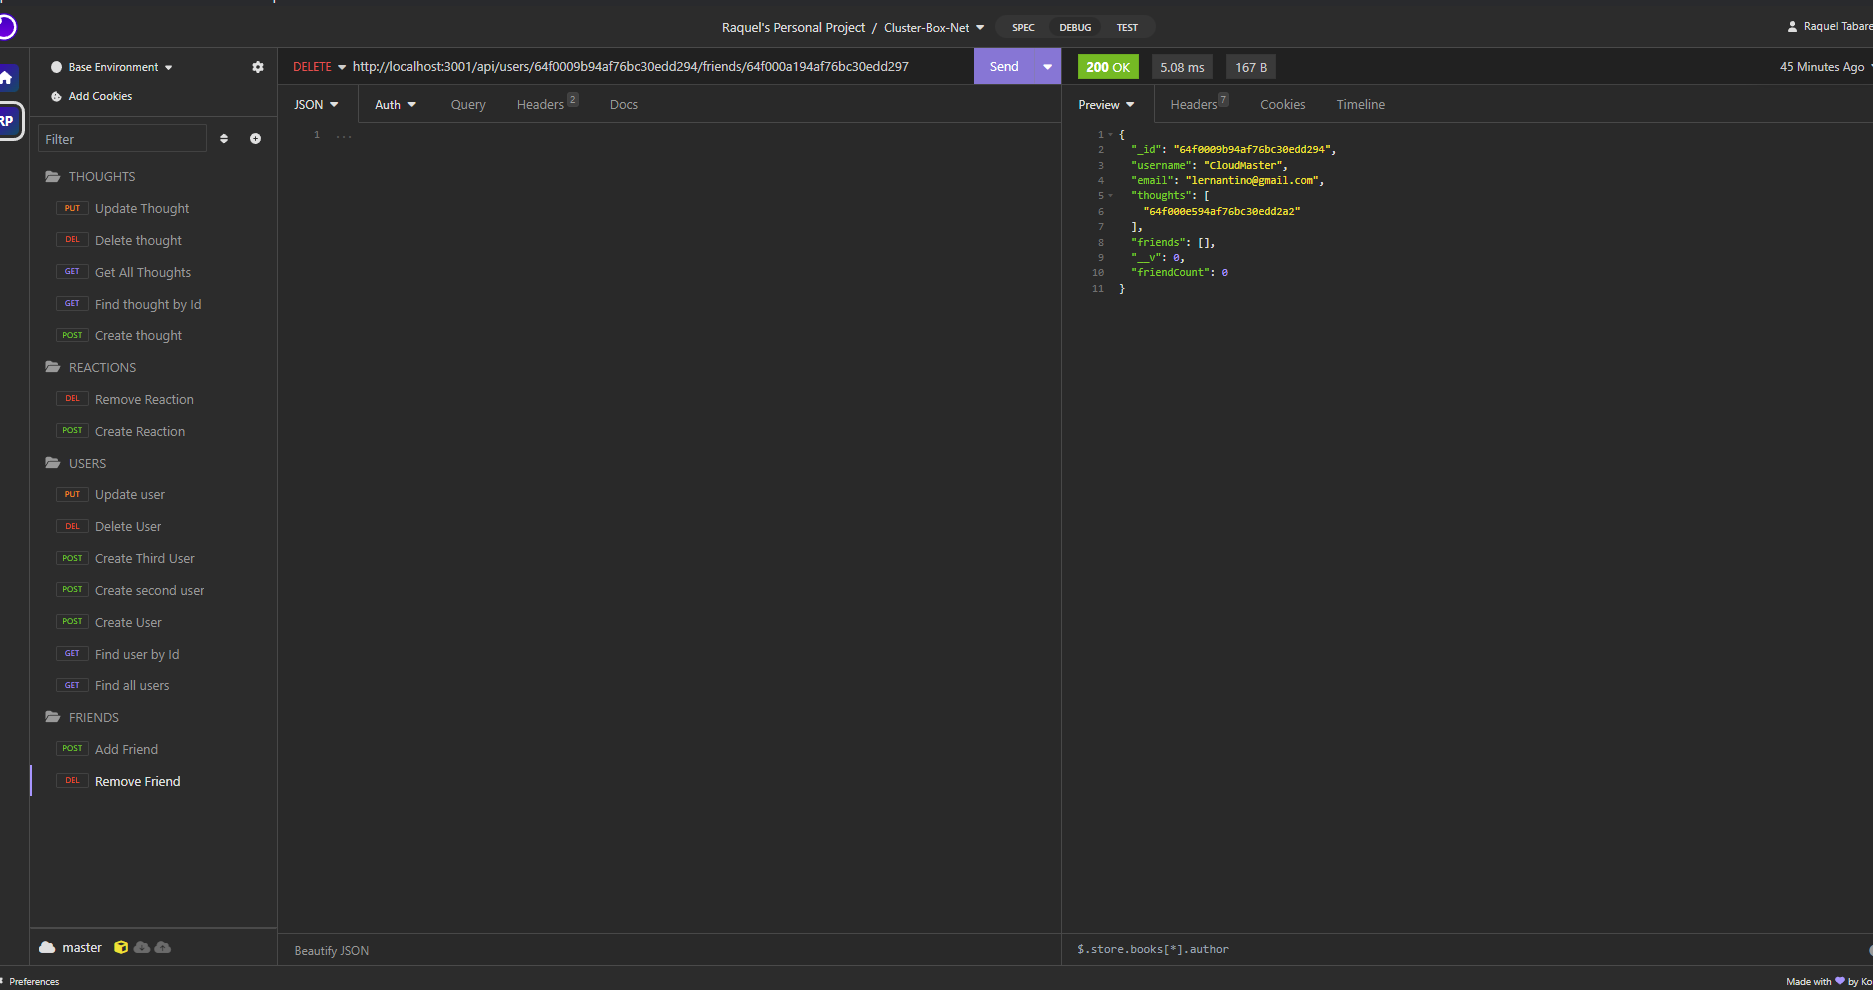 Raquel's Personal Project / Cluster-Box-Net
SPEC DEBUG TEST
Raquel Tabare
RP
Base Environment
Add Cookies
Filter
THOUGHTS
PUT Update Thought
DEL Delete thought
GET Get All Thoughts
GET Find thought by Id
POST Create thought
REACTIONS
DEL Remove Reaction
POST Create Reaction
USERS
PUT Update user
DEL Delete User
POST Create Third User
POST Create second user
POST Create User
GET Find user by Id
GET Find all users
FRIENDS
POST Add Friend
DEL Remove Friend
master
Preferences
DELETE http://localhost:3001/api/users/64f0009b94af76bc30edd294/friends/64f000a194af76bc30edd297 Send
JSON Auth Query Headers 2 Docs
1 ...
Beautify JSON
200 OK 5.08 ms 167 B 45 Minutes Ago
Preview Headers 7 Cookies Timeline
1 {
2 "_id": "64f0009b94af76bc30edd294",
3 "username": "CloudMaster",
4 "email": "lernantino@gmail.com",
5 "thoughts": [
6 "64f000e594af76bc30edd2a2"
7 ],
8 "friends": [],
9 "__v": 0,
10 "friendCount": 0
11 }
$.store.books[*].author
Made with by Ko